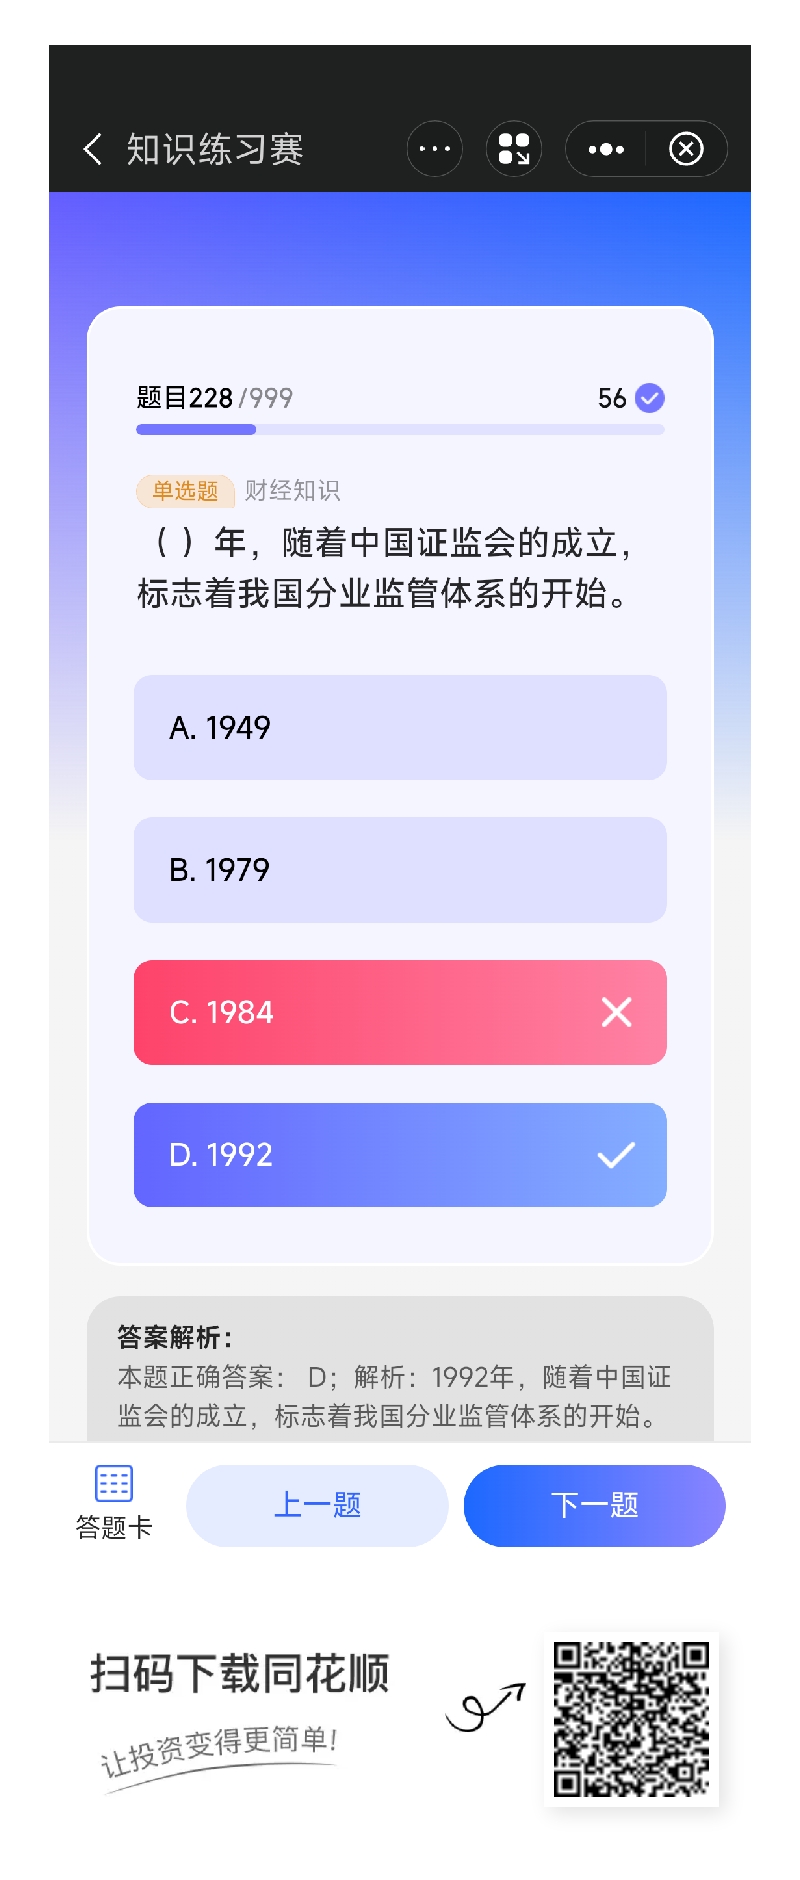 知识练习赛
题目228/999
56
单选题 财经知识
（ ）年，随着中国证监会的成立，
标志着我国分业监管体系的开始。
A. 1949
B. 1979
C. 1984
D. 1992
答案解析：
本题正确答案： D；解析：1992年，随着中国证
监会的成立，标志着我国分业监管体系的开始。
答题卡
上一题
下一题
扫码下载同花顺
让投资变得更简单!